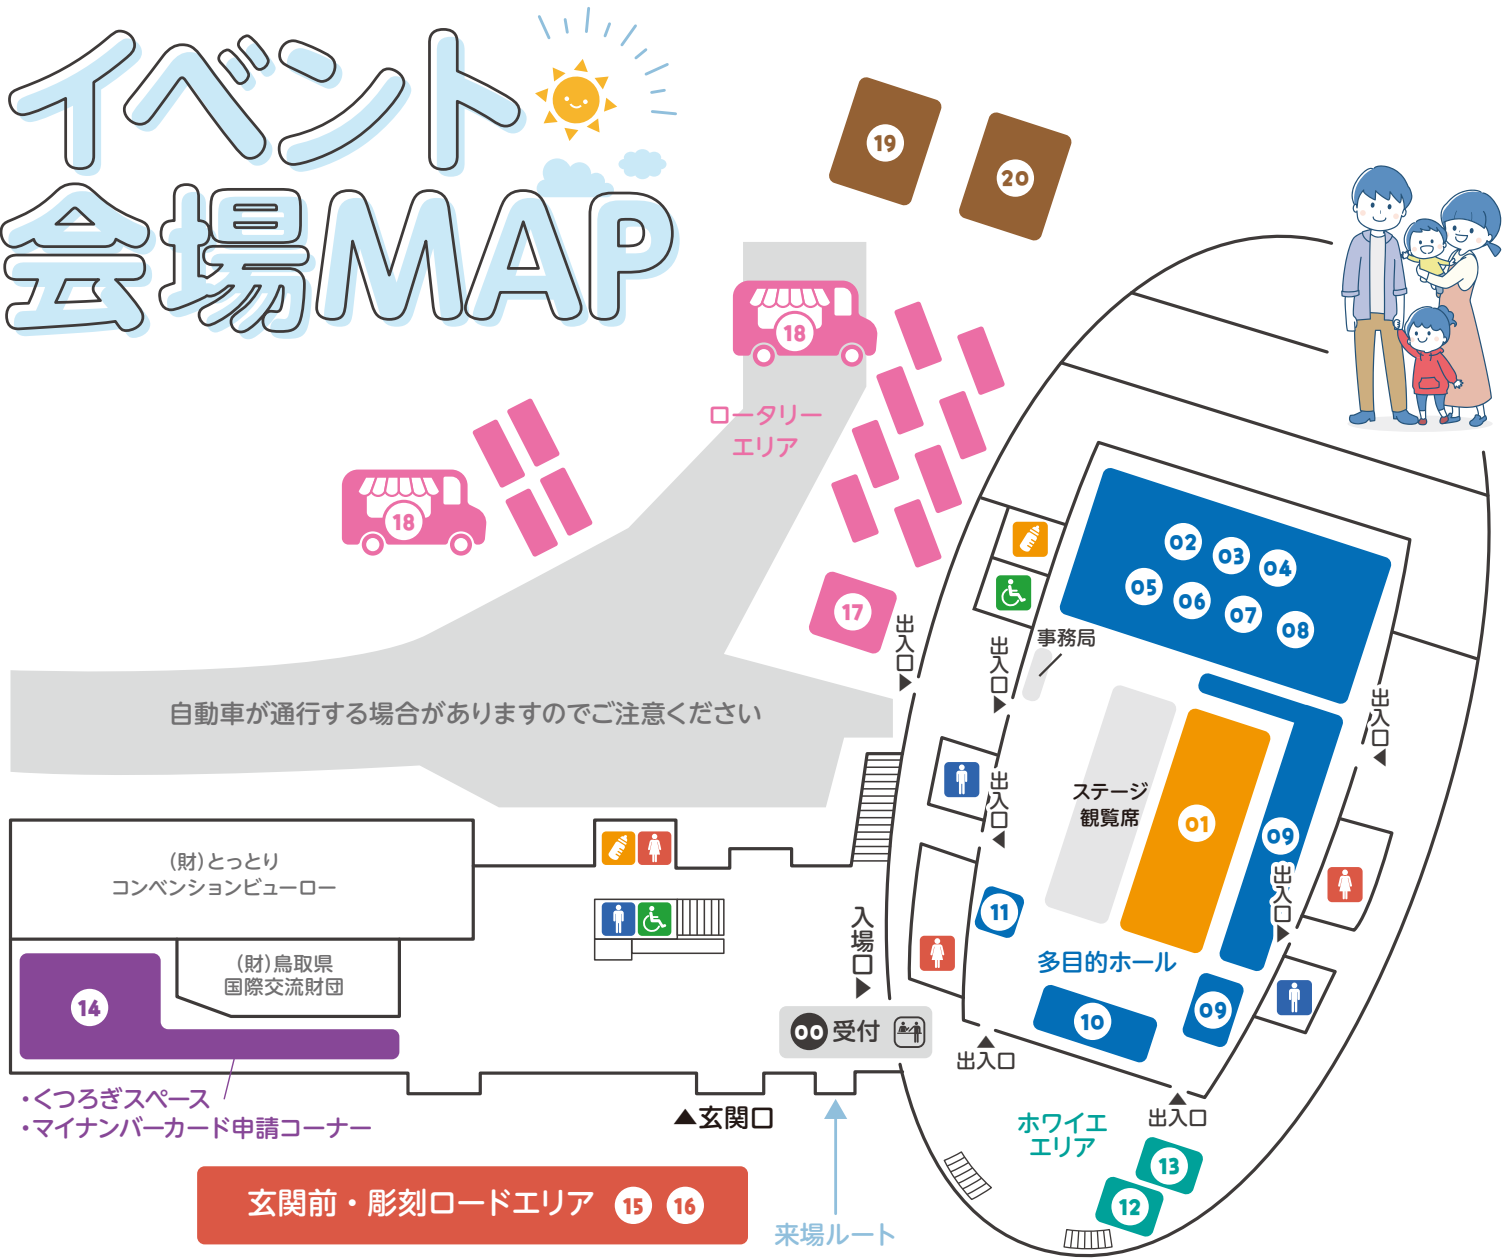 イベント
会場MAP
19
20
18
ロータリー
エリア
18
17
出入口
自動車が通行する場合がありますのでご注意ください
02
03
04
05
06
07
08
事務局
出入口
出入口
出入口
ステージ
観覧席
01
09
出入口
11
多目的ホール
10
09
出入口
出入口
(財)とっとり
コンベンションビューロー
(財)鳥取県
国際交流財団
14
入場口
00 受付
・くつろぎスペース
・マイナンバーカード申請コーナー
▲玄関口
ホワイエ
エリア
13
12
玄関前・彫刻ロードエリア 15 16
来場ルート